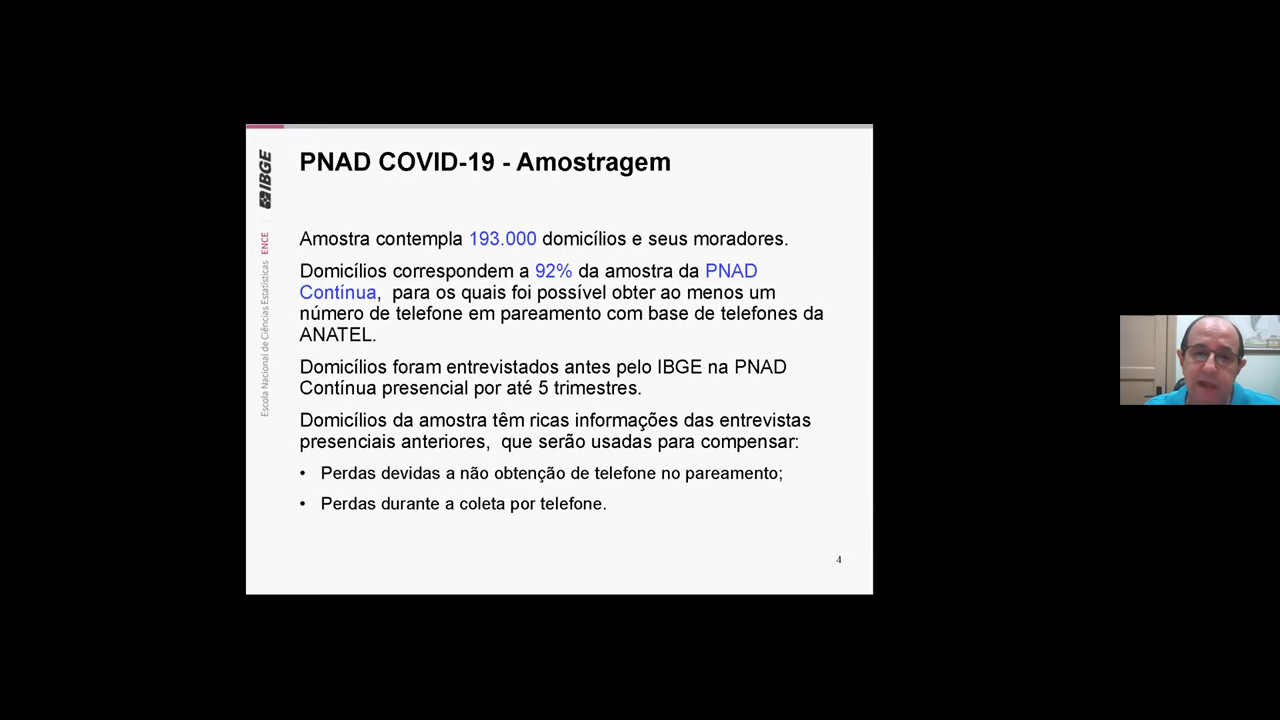 PNAD COVID-19 - Amostragem
IBGE
Escola Nacional de Ciências Estatísticas ENCE
Amostra contempla 193.000 domicílios e seus moradores.
Domicílios correspondem a 92% da amostra da PNAD
Contínua, para os quais foi possível obter ao menos um
número de telefone em pareamento com base de telefones da
ANATEL.
Domicílios foram entrevistados antes pelo IBGE na PNAD
Contínua presencial por até 5 trimestres.
Domicílios da amostra têm ricas informações das entrevistas
presenciais anteriores, que serão usadas para compensar:
• Perdas devidas a não obtenção de telefone no pareamento;
• Perdas durante a coleta por telefone.
4